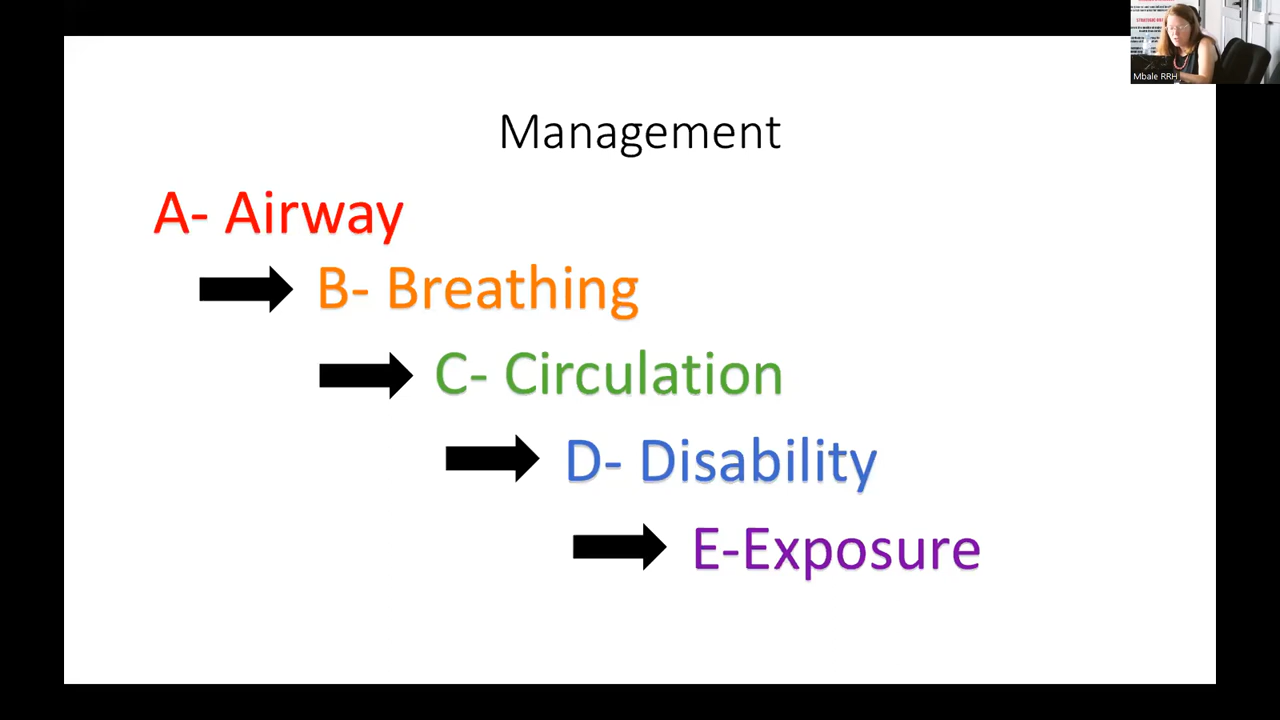 Management
A- Airway
B- Breathing
C- Circulation
D- Disability
E-Exposure
Mbale RRH